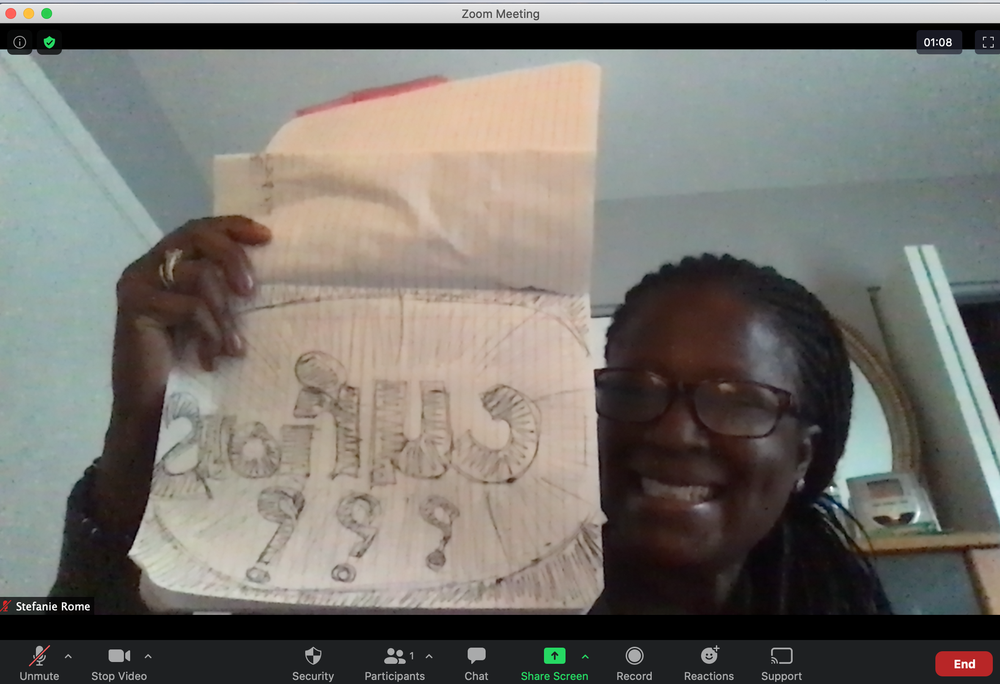 Zoom Meeting
01:08
Curious
???
Stefanie Rome
Unmute Stop Video Security Participants 1 Chat Share Screen Record Reactions Support End